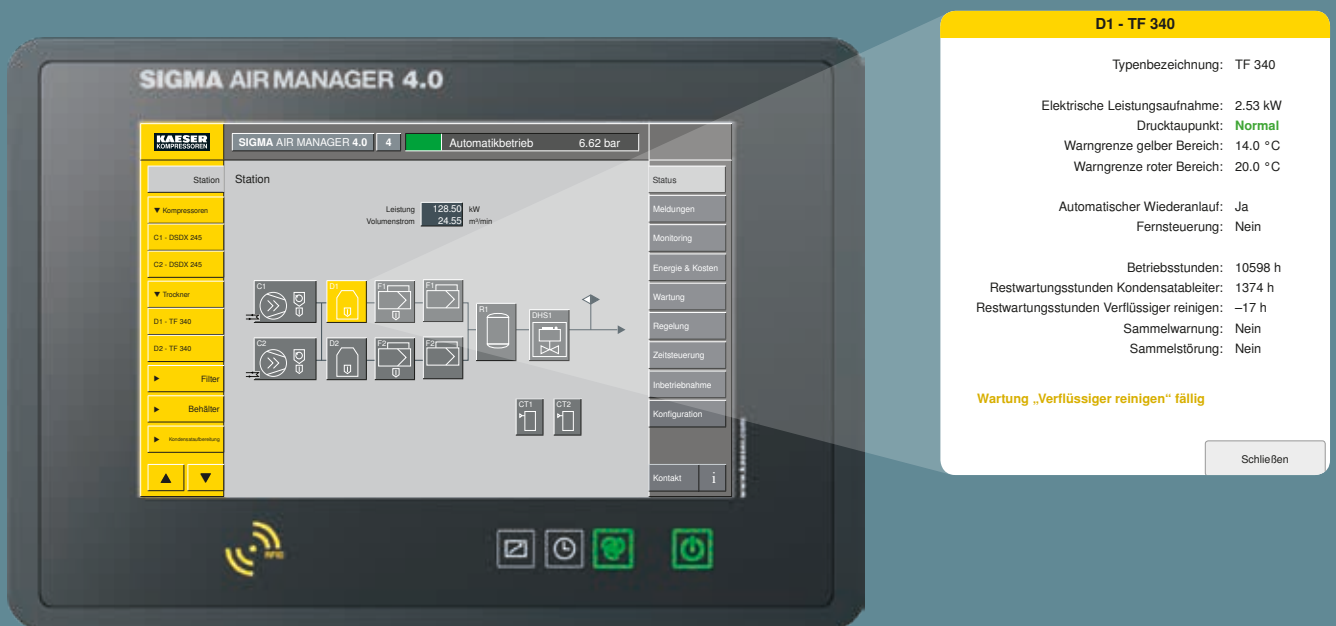 SIGMA AIR MANAGER 4.0
KAESER
KOMPRESSOREN
SIGMA AIR MANAGER 4.0
4
Automatikbetrieb
6.62 bar
Station
▼ Kompressoren
C1 - DSDX 245
C2 - DSDX 245
▼ Trockner
D1 - TF 340
D2 - TF 340
► Filter
► Behälter
► Kondensataufbereitung
▲
▼
Station
Leistung 128.50 kW
Volumenstrom 24.55 m³/min
C1
D1
F1
F1
R1
DHS1
C2
D2
F2
F2
CT1
CT2
Status
Meldungen
Monitoring
Energie & Kosten
Wartung
Regelung
Zeitsteuerung
Inbetriebnahme
Konfiguration
Kontakt
i
www.kaeser.com
RFID
D1 - TF 340
Typenbezeichnung: TF 340
Elektrische Leistungsaufnahme: 2.53 kW
Drucktaupunkt: Normal
Warngrenze gelber Bereich: 14.0 °C
Warngrenze roter Bereich: 20.0 °C
Automatischer Wiederanlauf: Ja
Fernsteuerung: Nein
Betriebsstunden: 10598 h
Restwartungsstunden Kondensatableiter: 1374 h
Restwartungsstunden Verflüssiger reinigen: –17 h
Sammelwarnung: Nein
Sammelstörung: Nein
Wartung „Verflüssiger reinigen“ fällig
Schließen